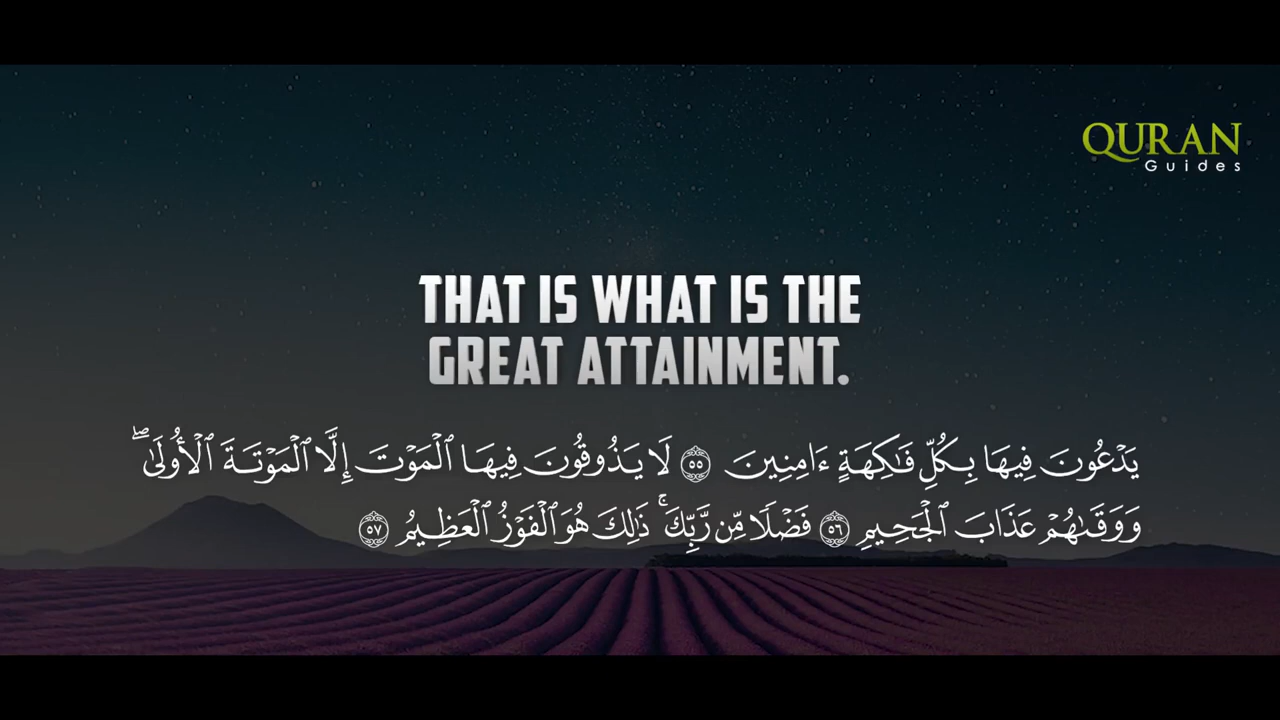 QURAN
Guides
THAT IS WHAT IS THE
GREAT ATTAINMENT.
يَدْعُونَ فِيهَا بِكُلِّ فَٰكِهَةٍ ءَامِنِينَ ۝٥٥ لَا يَذُوقُونَ فِيهَا ٱلْمَوْتَ إِلَّا ٱلْمَوْتَةَ ٱلْأُولَىٰ ۖ
وَوَقَىٰهُمْ عَذَابَ ٱلْجَحِيمِ ۝٥٦ فَضْلًا مِّن رَّبِّكَ ۚ ذَٰلِكَ هُوَ ٱلْفَوْزُ ٱلْعَظِيمُ ۝٥٧